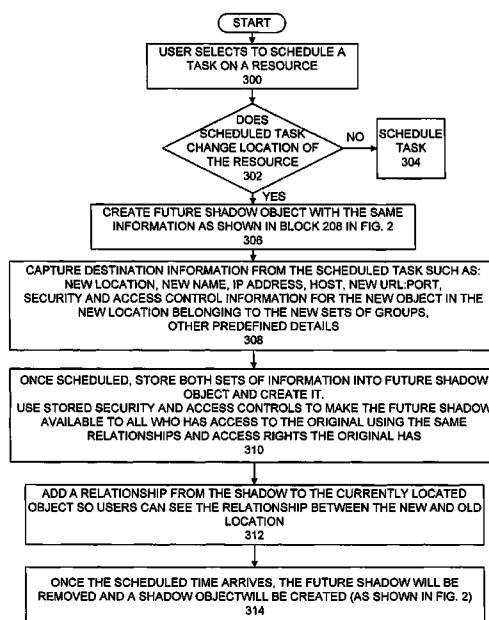 START
USER SELECTS TO SCHEDULE A
TASK ON A RESOURCE
300
DOES
SCHEDULED TASK
CHANGE LOCATION OF
THE RESOURCE
302
NO
SCHEDULE
TASK
304
YES
CREATE FUTURE SHADOW OBJECT WITH THE SAME
INFORMATION AS SHOWN IN BLOCK 208 IN FIG. 2
306
CAPTURE DESTINATION INFORMATION FROM THE SCHEDULED TASK SUCH AS:
NEW LOCATION, NEW NAME, IP ADDRESS, HOST, NEW URL:PORT,
SECURITY AND ACCESS CONTROL INFORMATION FOR THE NEW OBJECT IN THE
NEW LOCATION BELONGING TO THE NEW SETS OF GROUPS,
OTHER PREDEFINED DETAILS
308
ONCE SCHEDULED, STORE BOTH SETS OF INFORMATION INTO FUTURE SHADOW
OBJECT AND CREATE IT.
USE STORED SECURITY AND ACCESS CONTROLS TO MAKE THE FUTURE SHADOW
AVAILABLE TO ALL WHO HAS ACCESS TO THE ORIGINAL USING THE SAME
RELATIONSHIPS AND ACCESS RIGHTS THE ORIGINAL HAS
310
ADD A RELATIONSHIP FROM THE SHADOW TO THE CURRENTLY LOCATED
OBJECT SO USERS CAN SEE THE RELATIONSHIP BETWEEN THE NEW AND OLD
LOCATION
312
ONCE THE SCHEDULED TIME ARRIVES, THE FUTURE SHADOW WILL BE
REMOVED AND A SHADOW OBJECTWILL BE CREATED (AS SHOWN IN FIG. 2)
314